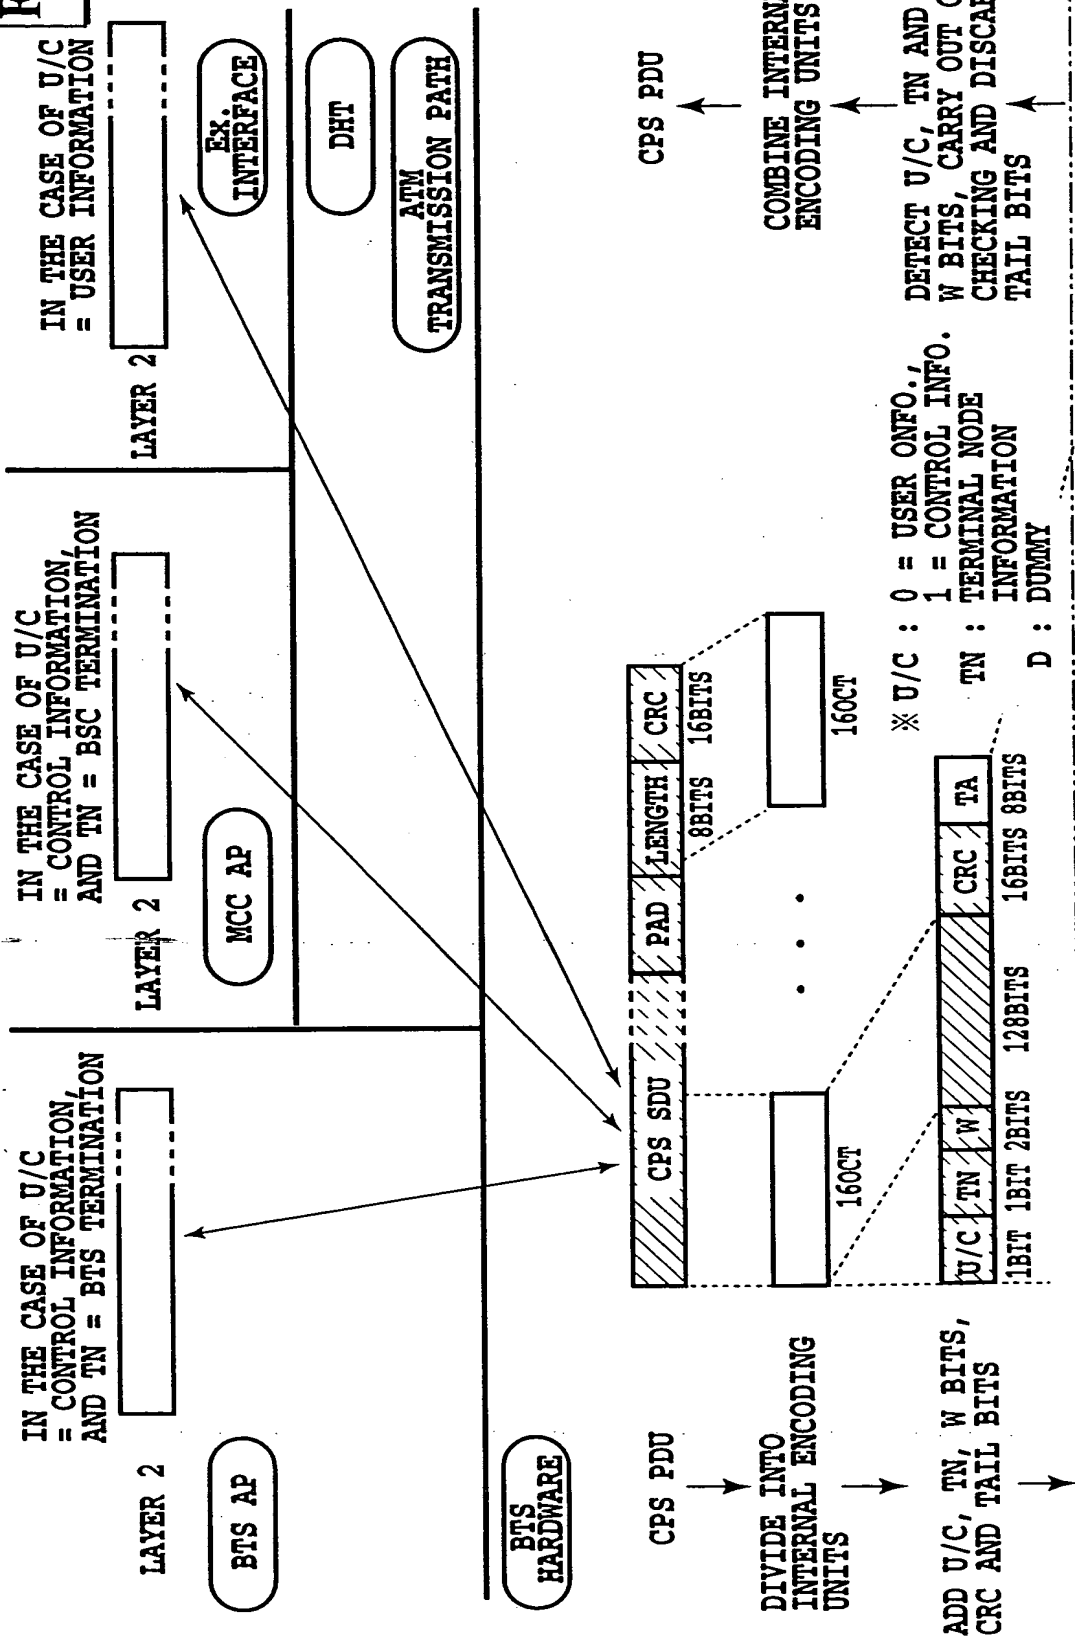 IN THE CASE OF U/C
= CONTROL INFORMATION,
AND TN = BTS TERMINATION
LAYER 2
BTS AP
IN THE CASE OF U/C
= CONTROL INFORMATION,
AND TN = BSC TERMINATION
LAYER 2
MCC AP
IN THE CASE OF U/C
= USER INFORMATION
LAYER 2
Ex.
INTERFACE
DHT
ATM
TRANSMISSION PATH
BTS
HARDWARE
CPS PDU
DIVIDE INTO
INTERNAL ENCODING
UNITS
ADD U/C, TN, W BITS,
CRC AND TAIL BITS
CPS SDU
PAD
LENGTH
CRC
8BITS
16BITS
16OCT
16OCT
U/C
TN
W
CRC
TA
1BIT
1BIT
2BITS
128BITS
16BITS
8BITS
※ U/C : 0 = USER ONFO.,
1 = CONTROL INFO.
TN : TERMINAL NODE
INFORMATION
D : DUMMY
CPS PDU
COMBINE
ENCODING UNITS
DETECT U/C, TN AND
W BITS, CARRY OUT
CHECKING AND
TAIL BITS